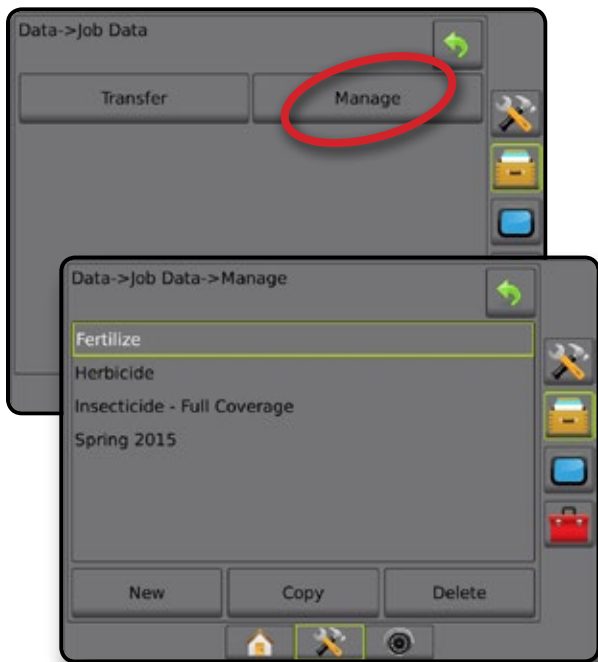 Data->Job Data
Transfer
Manage
Data->Job Data->Manage
Fertilize
Herbicide
Insecticide - Full Coverage
Spring 2015
New
Copy
Delete